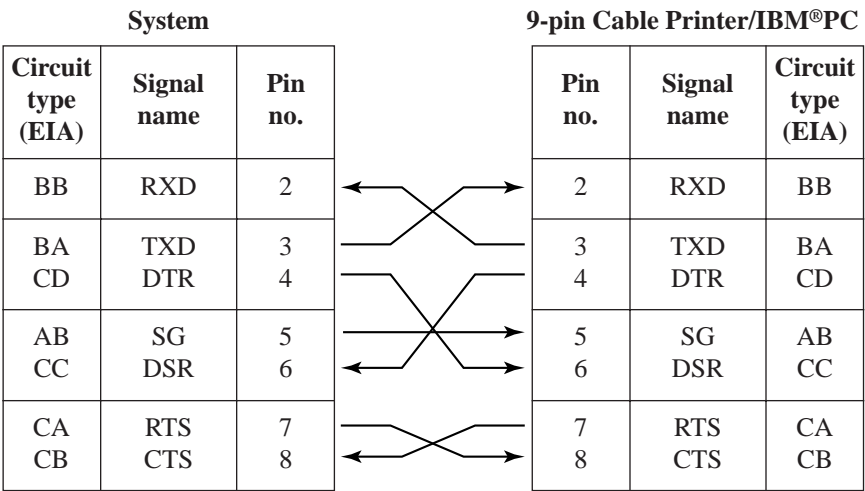 System 9-pin Cable Printer/IBM®PC
Circuit type (EIA) Signal name Pin no. Pin no. Signal name Circuit type (EIA)
BB RXD 2 2 RXD BB
BA TXD 3 3 TXD BA
CD DTR 4 4 DTR CD
AB SG 5 5 SG AB
CC DSR 6 6 DSR CC
CA RTS 7 7 RTS CA
CB CTS 8 8 CTS CB